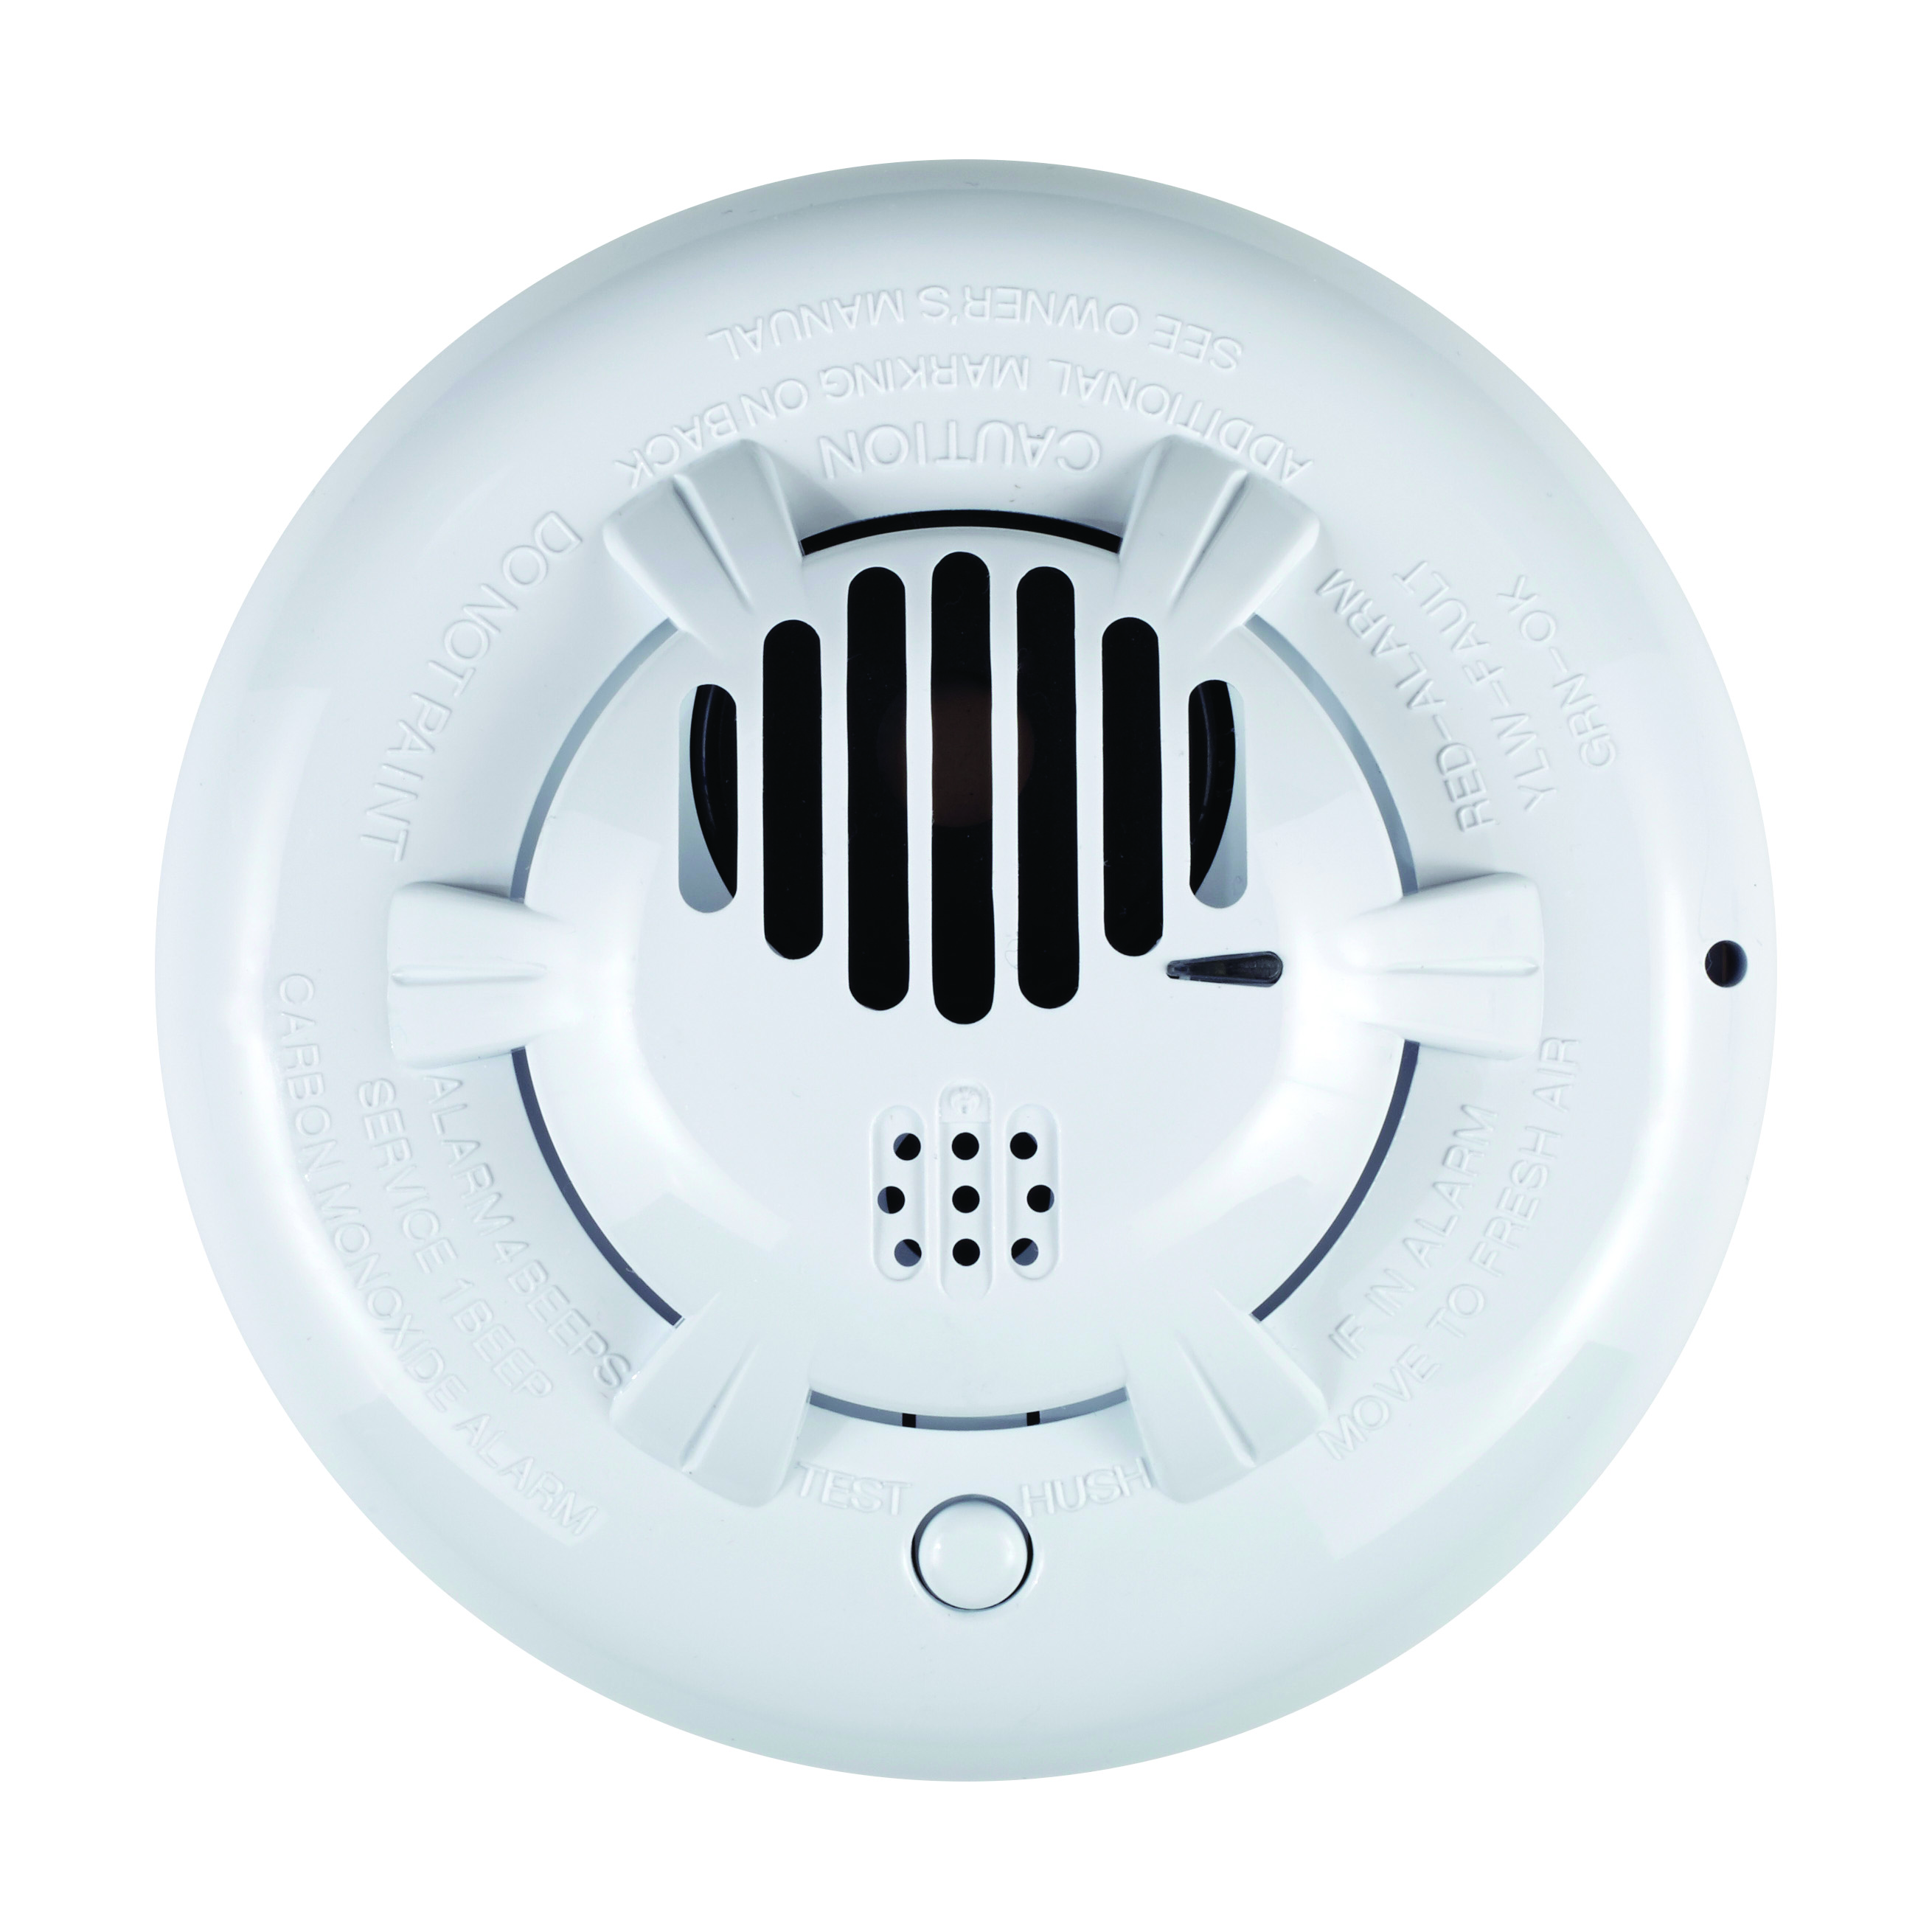 SEE OWNER'S MANUAL
ADDITIONAL MARKING ON BACK
CAUTION
DO NOT PAINT
RED-ALARM
YLW-FAULT
GRN-OK
ALARM 4 BEEPS
SERVICE 1 BEEP
CARBON MONOXIDE ALARM
IF IN ALARM
MOVE TO FRESH AIR
TEST
HUSH